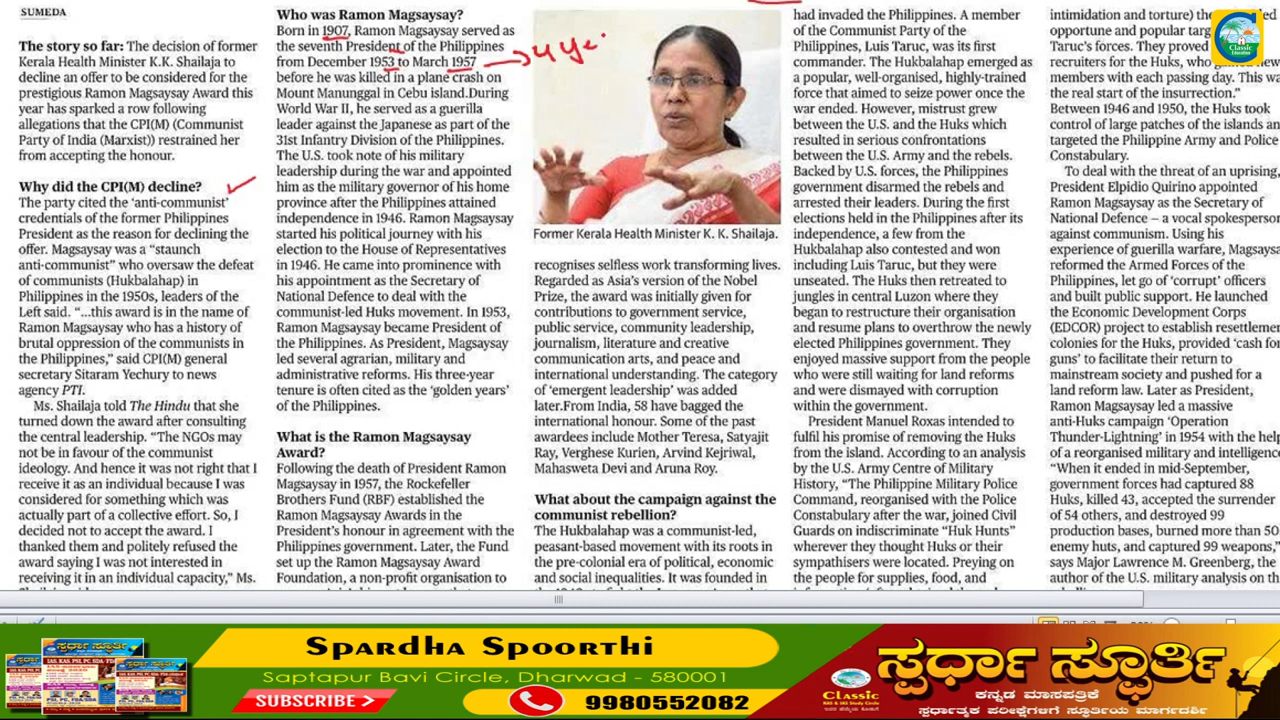 SUMEDA
The story so far: The decision of former
Kerala Health Minister K.K. Shailaja to
decline an offer to be considered for the
prestigious Ramon Magsaysay Award this
year has sparked a row following
allegations that the CPI(M) (Communist
Party of India (Marxist)) restrained her
from accepting the honour.
Why did the CPI(M) decline?
The party cited the 'anti-communist'
credentials of the former Philippines
President as the reason for declining the
offer. Magsaysay was a "staunch
anti-communist" who oversaw the defeat
of communists (Hukbalahap) in
Philippines in the 1950s, leaders of the
Left said. "...this award is in the name of
Ramon Magsaysay who has a history of
brutal oppression of the communists in
the Philippines," said CPI(M) general
secretary Sitaram Yechury to news
agency PTI.
Ms. Shailaja told The Hindu that she
turned down the award after consulting
the central leadership. "The NGOs may
not be in favour of the communist
ideology. And hence it was not right that I
receive it as an individual because I was
considered for something which was
actually part of a collective effort. So, I
decided not to accept the award. I
thanked them and politely refused the
award saying I was not interested in
receiving it in an individual capacity," Ms.
Who was Ramon Magsaysay?
Born in 1907, Ramon Magsaysay served as
the seventh President of the Philippines
from December 1953 to March 1957
before he was killed in a plane crash on
Mount Manunggal in Cebu island.During
World War II, he served as a guerilla
leader against the Japanese as part of the
31st Infantry Division of the Philippines.
The U.S. took note of his military
leadership during the war and appointed
him as the military governor of his home
province after the Philippines attained
independence in 1946. Ramon Magsaysay
started his political journey with his
election to the House of Representatives
in 1946. He came into prominence with
his appointment as the Secretary of
National Defence to deal with the
communist-led Huks movement. In 1953,
Ramon Magsaysay became President of
the Philippines. As President, Magsaysay
led several agrarian, military and
administrative reforms. His three-year
tenure is often cited as the 'golden years'
of the Philippines.
What is the Ramon Magsaysay
Award?
Following the death of President Ramon
Magsaysay in 1957, the Rockefeller
Brothers Fund (RBF) established the
Ramon Magsaysay Awards in the
President's honour in agreement with the
Philippines government. Later, the Fund
set up the Ramon Magsaysay Award
Foundation, a non-profit organisation to
Former Kerala Health Minister K. K. Shailaja.
recognises selfless work transforming lives.
Regarded as Asia's version of the Nobel
Prize, the award was initially given for
contributions to government service,
public service, community leadership,
journalism, literature and creative
communication arts, and peace and
international understanding. The category
of 'emergent leadership' was added
later.From India, 58 have bagged the
international honour. Some of the past
awardees include Mother Teresa, Satyajit
Ray, Verghese Kurien, Arvind Kejriwal,
Mahasweta Devi and Aruna Roy.
What about the campaign against the
communist rebellion?
The Hukbalahap was a communist-led,
peasant-based movement with its roots in
the pre-colonial era of political, economic
and social inequalities. It was founded in
had invaded the Philippines. A member
of the Communist Party of the
Philippines, Luis Taruc, was its first
commander. The Hukbalahap emerged as
a popular, well-organised, highly-trained
force that aimed to seize power once the
war ended. However, mistrust grew
between the U.S. and the Huks which
resulted in serious confrontations
between the U.S. Army and the rebels.
Backed by U.S. forces, the Philippines
government disarmed the rebels and
arrested their leaders. During the first
elections held in the Philippines after its
independence, a few from the
Hukbalahap also contested and won
including Luis Taruc, but they were
unseated. The Huks then retreated to
jungles in central Luzon where they
began to restructure their organisation
and resume plans to overthrow the newly
elected Philippines government. They
enjoyed massive support from the people
who were still waiting for land reforms
and were dismayed with corruption
within the government.
President Manuel Roxas intended to
fulfil his promise of removing the Huks
from the island. According to an analysis
by the U.S. Army Centre of Military
History, "The Philippine Military Police
Command, reorganised with the Police
Constabulary after the war, joined Civil
Guards on indiscriminate "Huk Hunts"
wherever they thought Huks or their
sympathisers were located. Preying on
the people for supplies, food, and
intimidation and torture) the
opportune and popular
Taruc's forces. They proved
recruiters for the Huks, who
members with each passing day. This
the real start of the insurrection."
Between 1946 and 1950, the Huks took
control of large patches of the islands
targeted the Philippine Army and Police
Constabulary.
To deal with the threat of an uprising,
President Elpidio Quirino appointed
Ramon Magsaysay as the Secretary of
National Defence – a vocal spokesperson
against communism. Using his
experience of guerilla warfare, Magsaysa
reformed the Armed Forces of the
Philippines, let go of 'corrupt' officers
and built public support. He launched
the Economic Development Corps
(EDCOR) project to establish resettlemen
colonies for the Huks, provided 'cash for
guns' to facilitate their return to
mainstream society and pushed for a
land reform law. Later as President,
Ramon Magsaysay led a massive
anti-Huks campaign 'Operation
Thunder-Lightning' in 1954 with the help
of a reorganised military and intelligence
"When it ended in mid-September,
government forces had captured 88
Huks, killed 43, accepted the surrender
of 54 others, and destroyed 99
production bases, burned more than 50
enemy huts, and captured 99 weapons,"
says Major Lawrence M. Greenberg, the
author of the U.S. military analysis on th
Classic
Education
SPARDHA SPOORTHI
Saptapur Bavi Circle, Dharwad - 580001
SUBSCRIBE
9980552082
Classic
KAS & IAS Study Circle
ಸ್ಪರ್ಧಾ ಸ್ಫೂರ್ತಿ
ಕನ್ನಡ ಮಾಸಪತ್ರಿಕೆ
ಸ್ಪರ್ಧಾತ್ಮಕ ಪರೀಕ್ಷೆಗಳಿಗೆ ಸ್ಫೂರ್ತಿಯ ಮಾರ್ಗದರ್ಶಿ